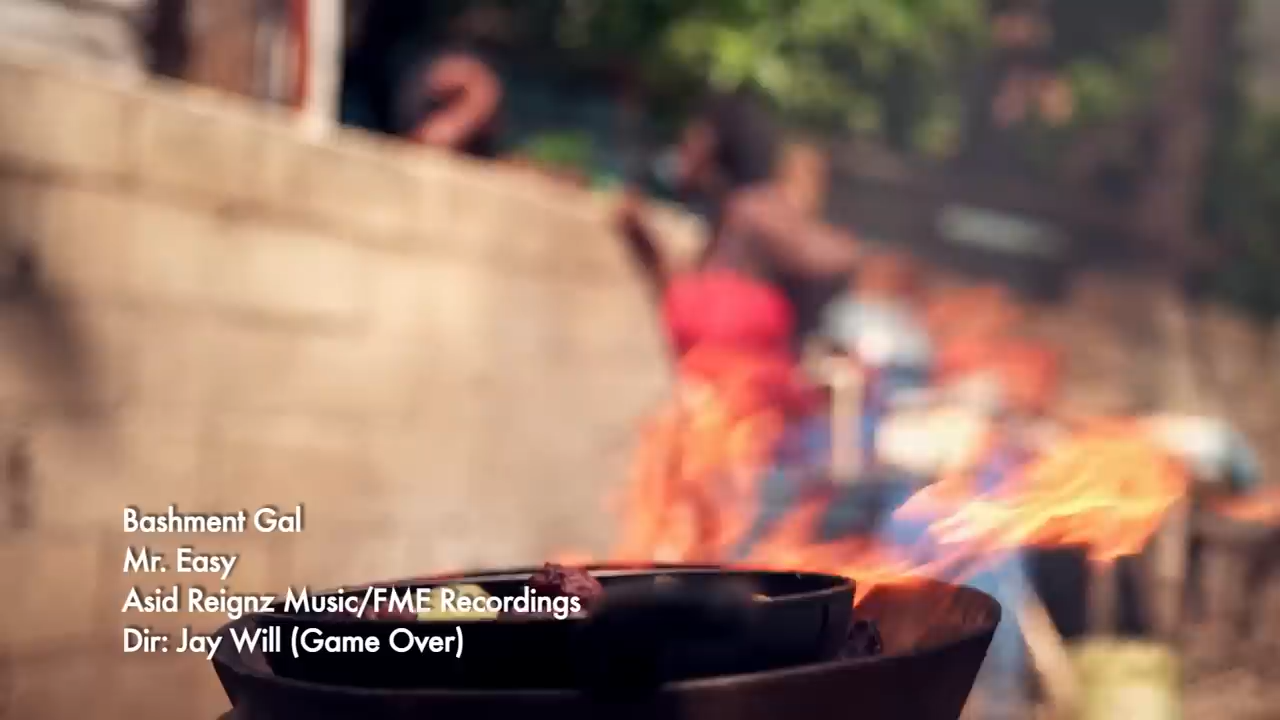 Bashment Gal
Mr. Easy
Asid Reignz Music/FME Recordings
Dir: Jay Will (Game Over)